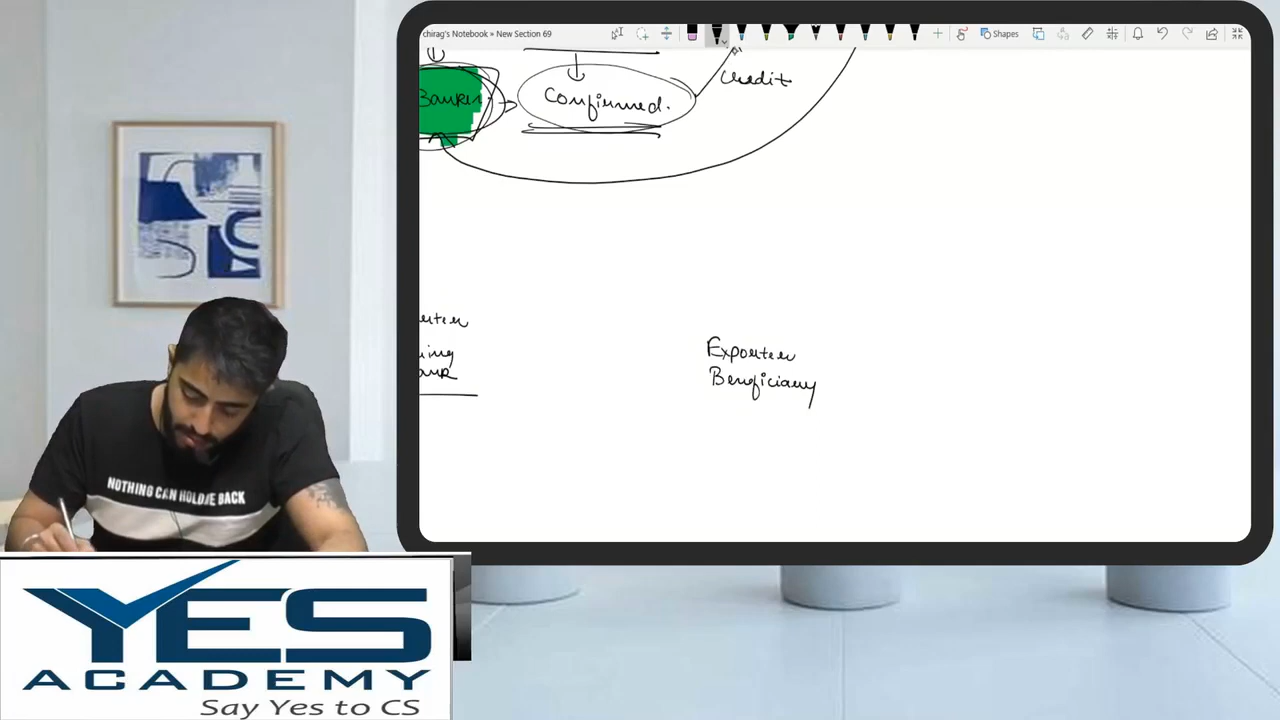 chirag's Notebook » New Section 69
Shapes
Credit
Banker
Confirmed.
Exporter
Beneficiary
NOTHING CAN HOLD ME BACK
YES
ACADEMY
Say Yes to CS